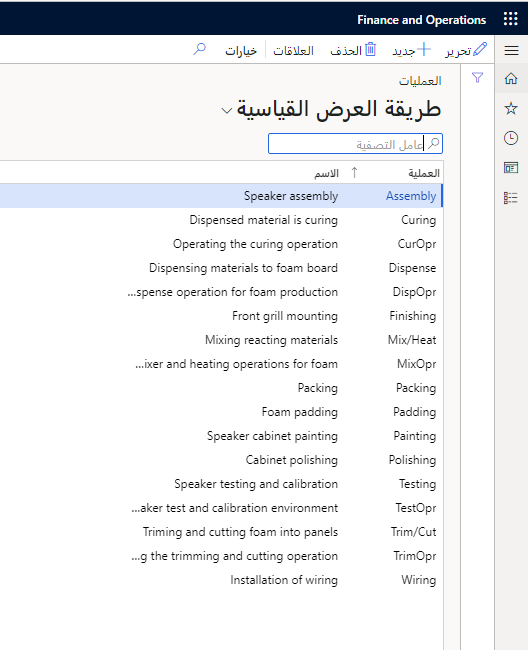 Finance and Operations
تحرير جديد الحذف العلاقات خيارات
العمليات
طريقة العرض القياسية
عامل التصفية
العملية الاسم
Assembly Speaker assembly
Curing Dispensed material is curing
CurOpr Operating the curing operation
Dispense Dispensing materials to foam board
DispOpr ...spense operation for foam production
Finishing Front grill mounting
Mix/Heat Mixing reacting materials
MixOpr ...ixer and heating operations for foam
Packing Packing
Padding Foam padding
Painting Speaker cabinet painting
Polishing Cabinet polishing
Testing Speaker testing and calibration
TestOpr ...aker test and calibration environment
Trim/Cut Triming and cutting foam into panels
TrimOpr ...g the trimming and cutting operation
Wiring Installation of wiring